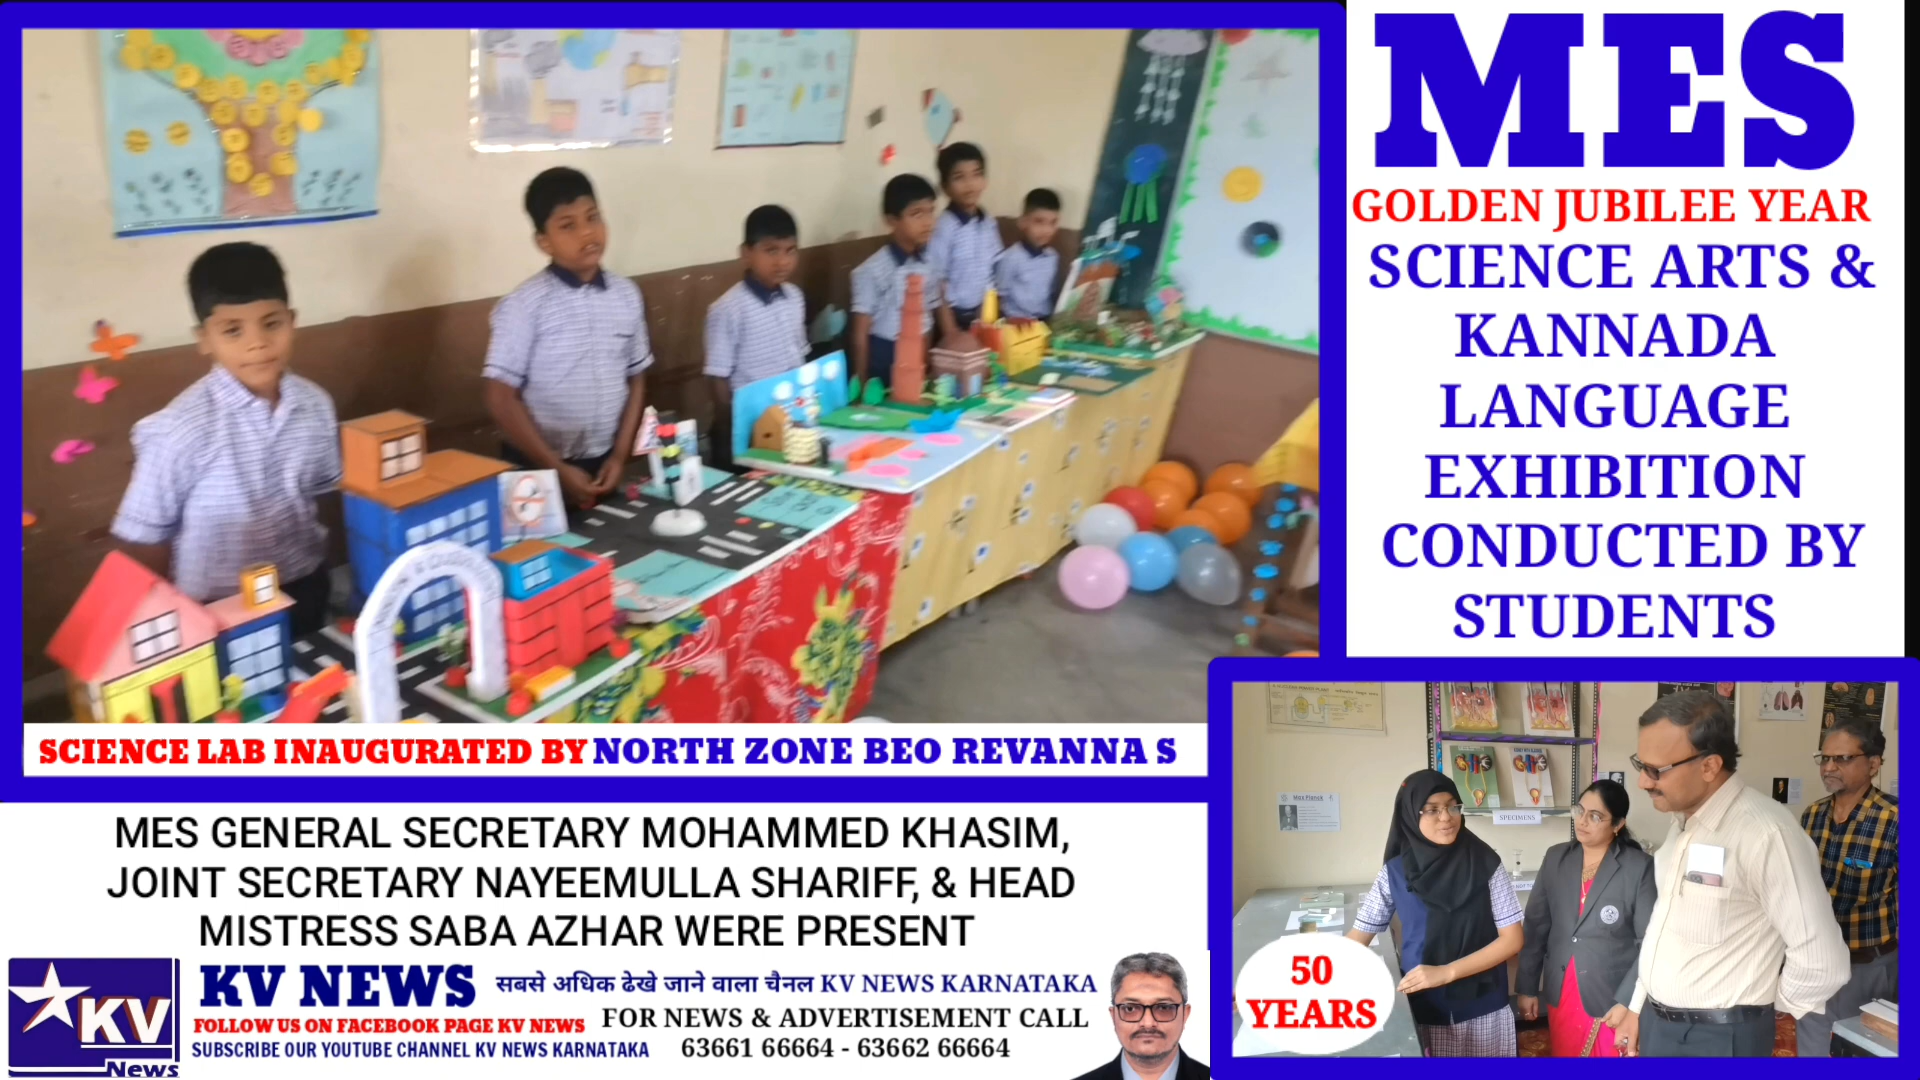 MES
GOLDEN JUBILEE YEAR
SCIENCE ARTS &
KANNADA
LANGUAGE
EXHIBITION
CONDUCTED BY
STUDENTS
SCIENCE LAB INAUGURATED BY NORTH ZONE BEO REVANNA S
Max Planck
SPECIMENS
50
YEARS
MES GENERAL SECRETARY MOHAMMED KHASIM,
JOINT SECRETARY NAYEEMULLA SHARIFF, & HEAD
MISTRESS SABA AZHAR WERE PRESENT
KV
News
KV NEWS
सबसे अधिक ढेखे जाने वाला चैनल KV NEWS KARNATAKA
FOLLOW US ON FACEBOOK PAGE KV NEWS
FOR NEWS & ADVERTISEMENT CALL
SUBSCRIBE OUR YOUTUBE CHANNEL KV NEWS KARNATAKA
63661 66664 - 63662 66664